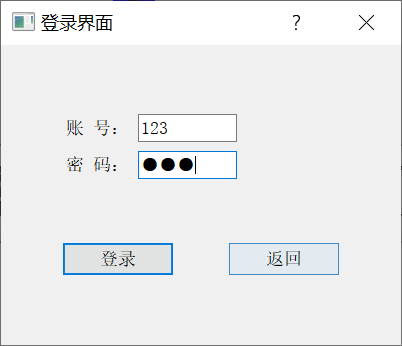 登录界面
账 号： 123
密 码： ●●●
登录 返回